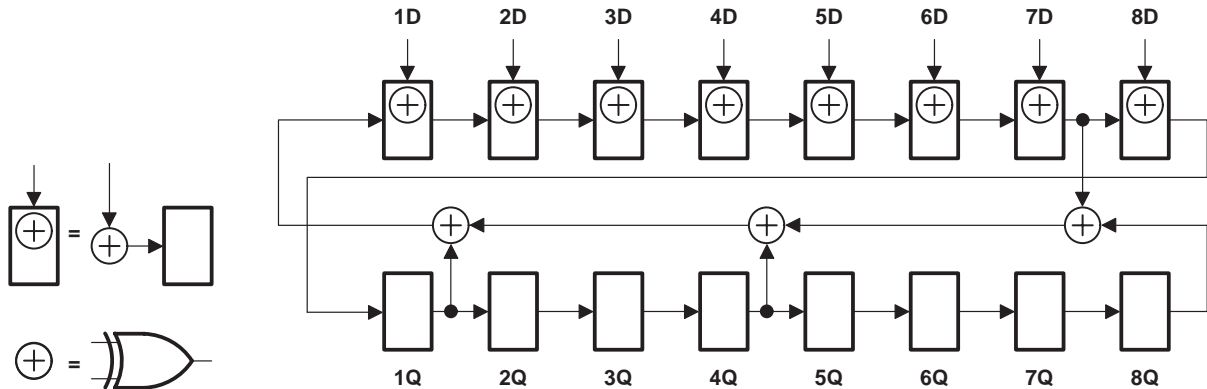 1D 2D 3D 4D 5D 6D 7D 8D
=
=
1Q 2Q 3Q 4Q 5Q 6Q 7Q 8Q